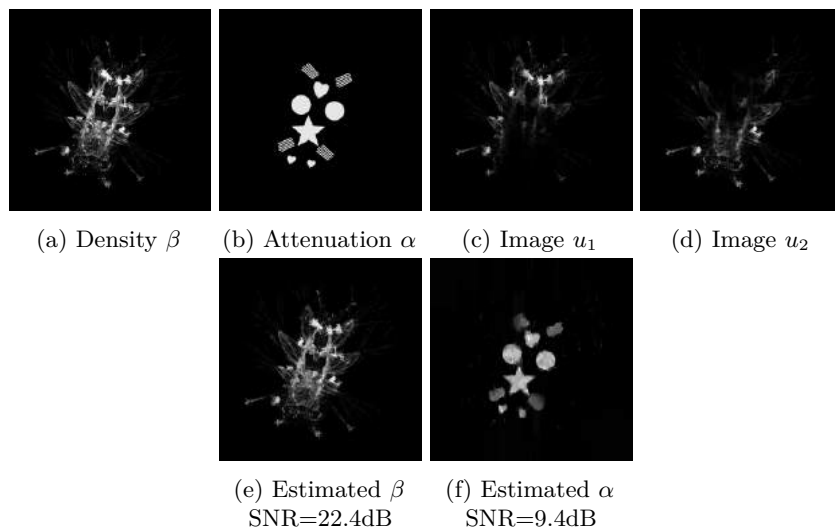 (a) Density β (b) Attenuation α (c) Image u₁ (d) Image u₂
(e) Estimated β (f) Estimated α
SNR=22.4dB SNR=9.4dB